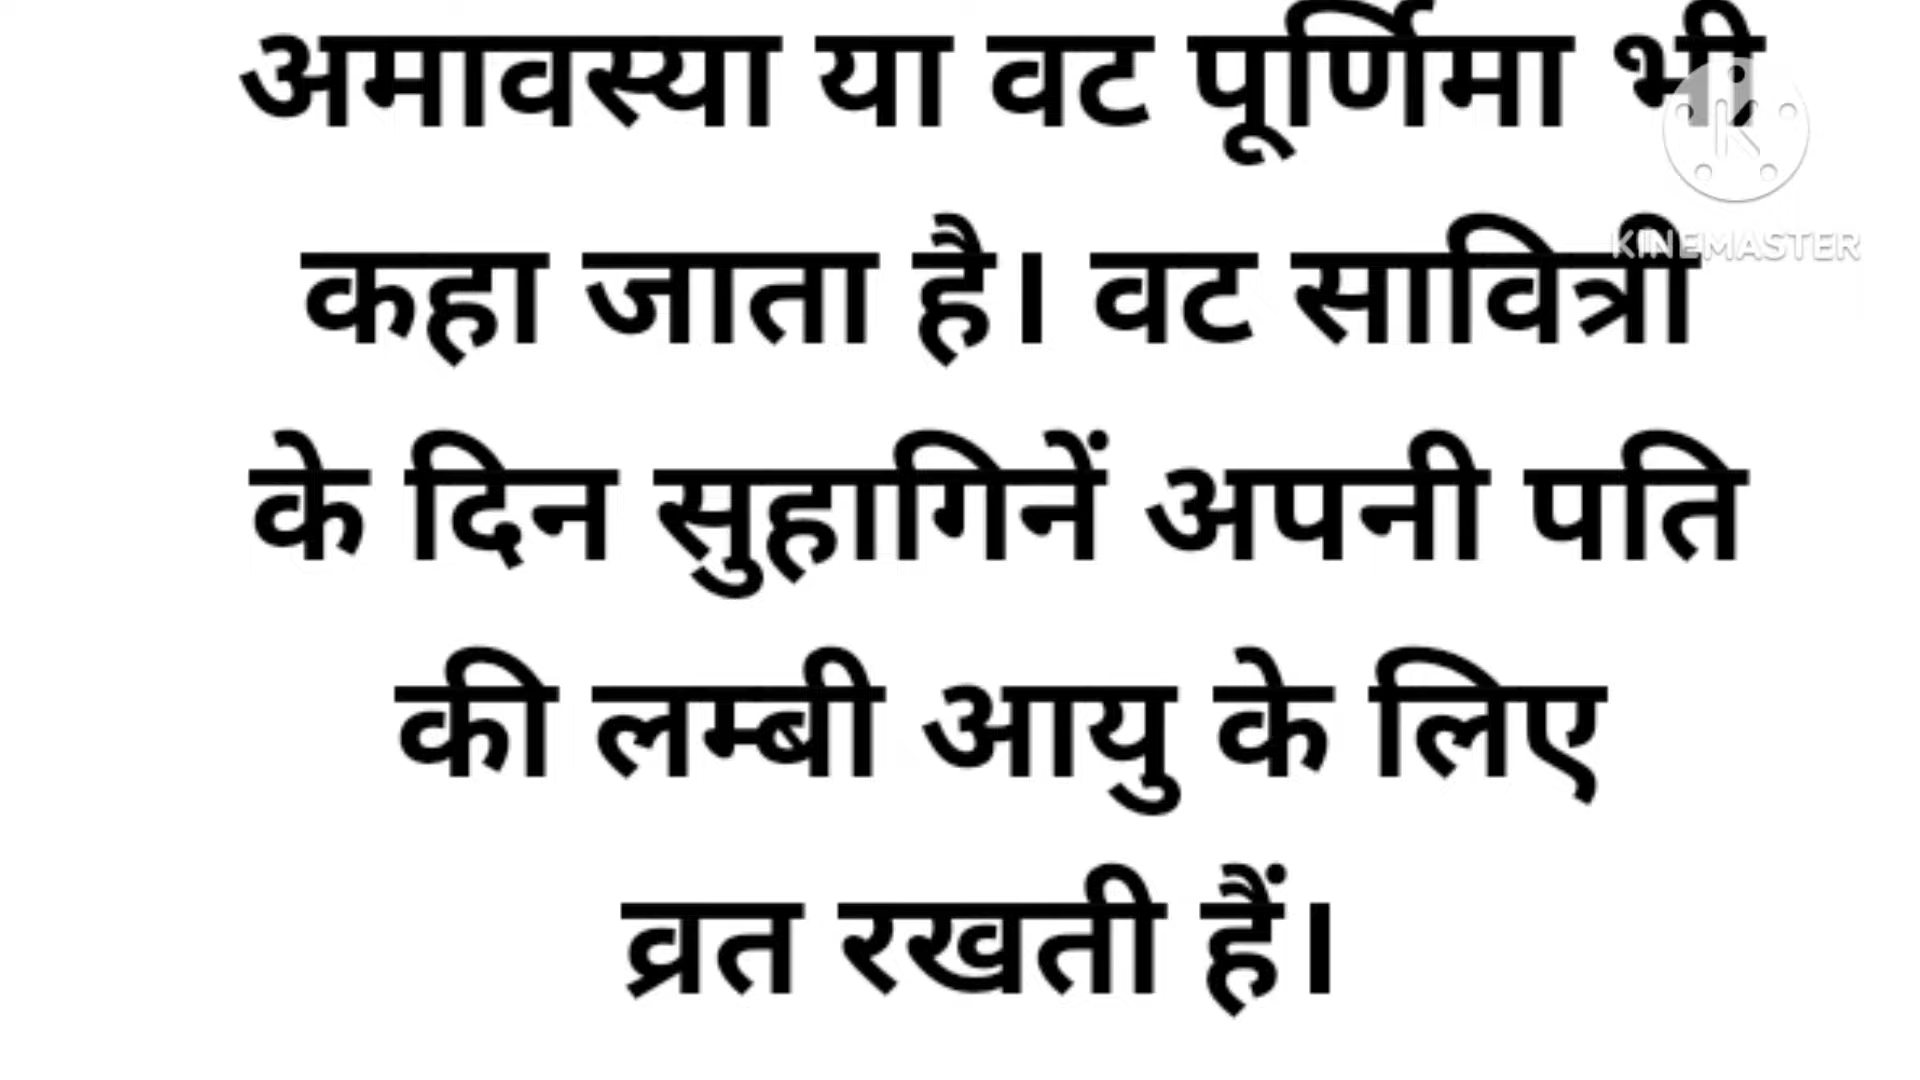 अमावस्या या वट पूर्णिमा भी
कहा जाता है। वट सावित्री
के दिन सुहागिनें अपनी पति
की लम्बी आयु के लिए
व्रत रखती हैं।
KINEMASTER